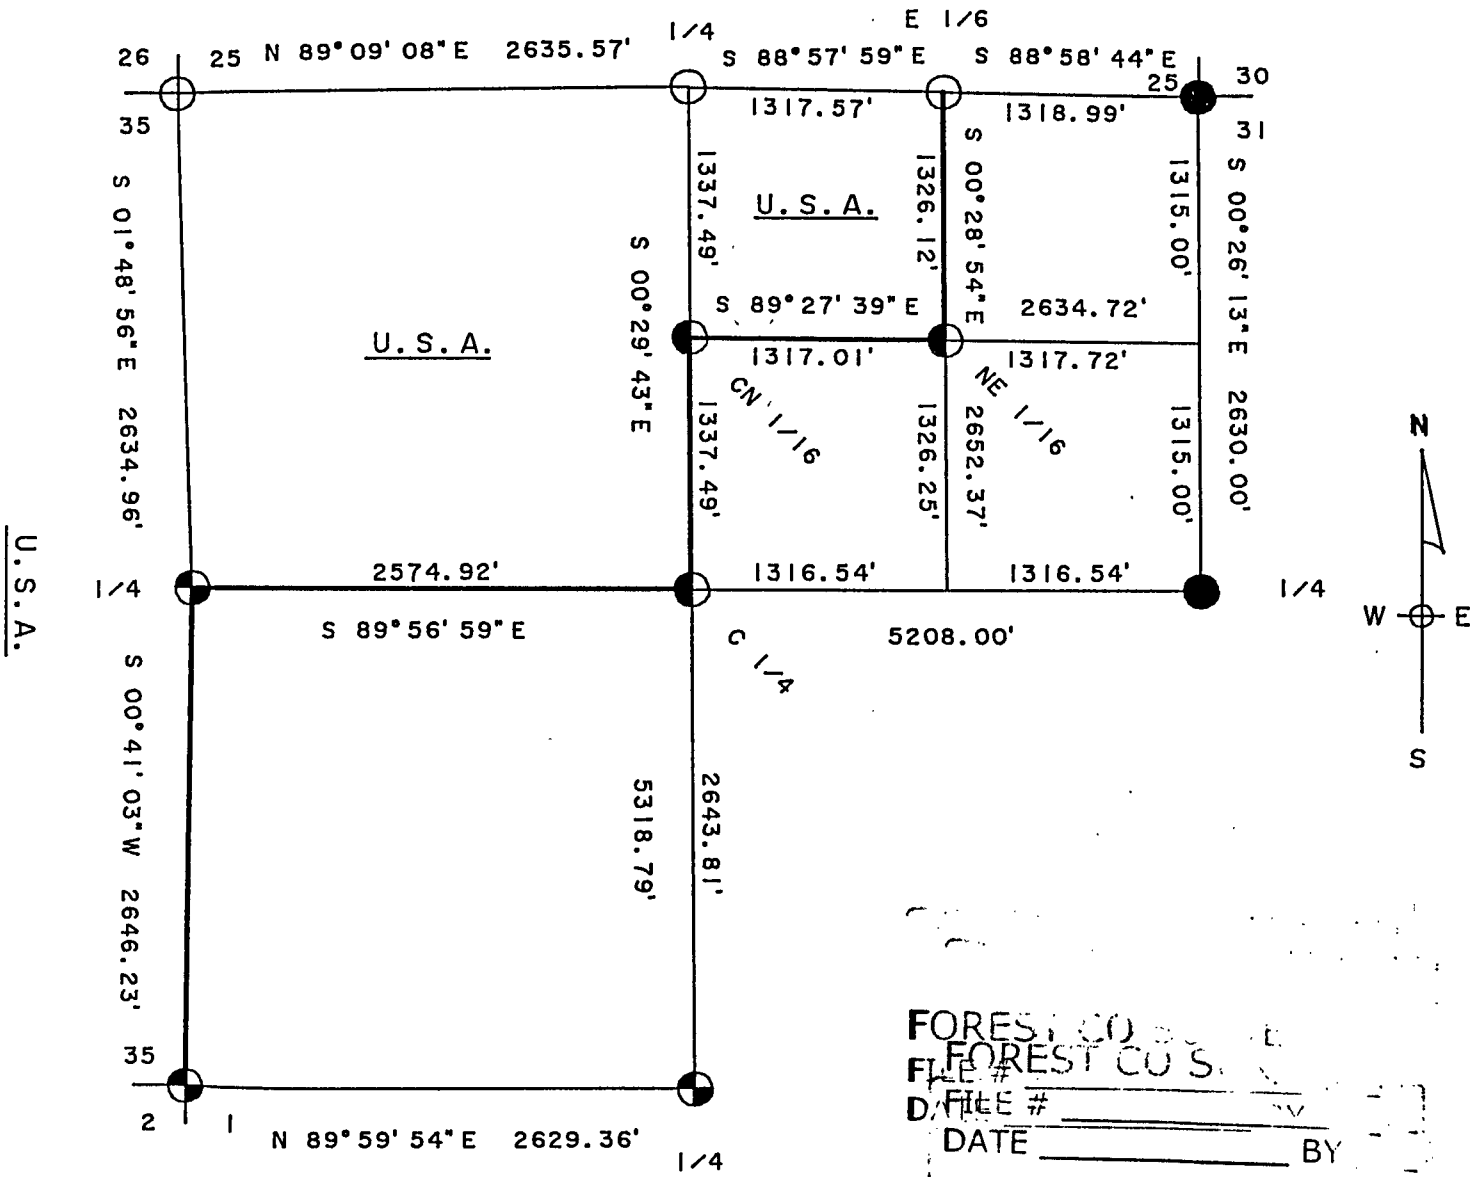 E 1/6
1/4
26 25 N 89°09'08"E 2635.57' S 88°57'59"E S 88°58'44"E
25 30
35 1317.57' 1318.99' 31
S 01°48'56"E 2634.96'
1337.49'
U.S.A.
1326.12'
S 00°28'54"E
1315.00'
S 00°26'13"E 2630.00'
S 00°29'43"E
S 89°27'39"E 2634.72'
U.S.A.
1317.01' 1317.72'
CN 1/16
NE 1/16
1337.49'
1326.25'
2652.37'
1315.00'
N
W E
S
U.S.A.
1/4 2574.92' 1316.54' 1316.54' 1/4
S 89°56'59"E
C 1/4
5208.00'
S 00°41'03"W 2646.23'
5318.79'
2643.81'
35
2 1 N 89°59'54"E 2629.36'
1/4
FOREST CO
FOREST CO S
FILE #
FILE #
DATE BY